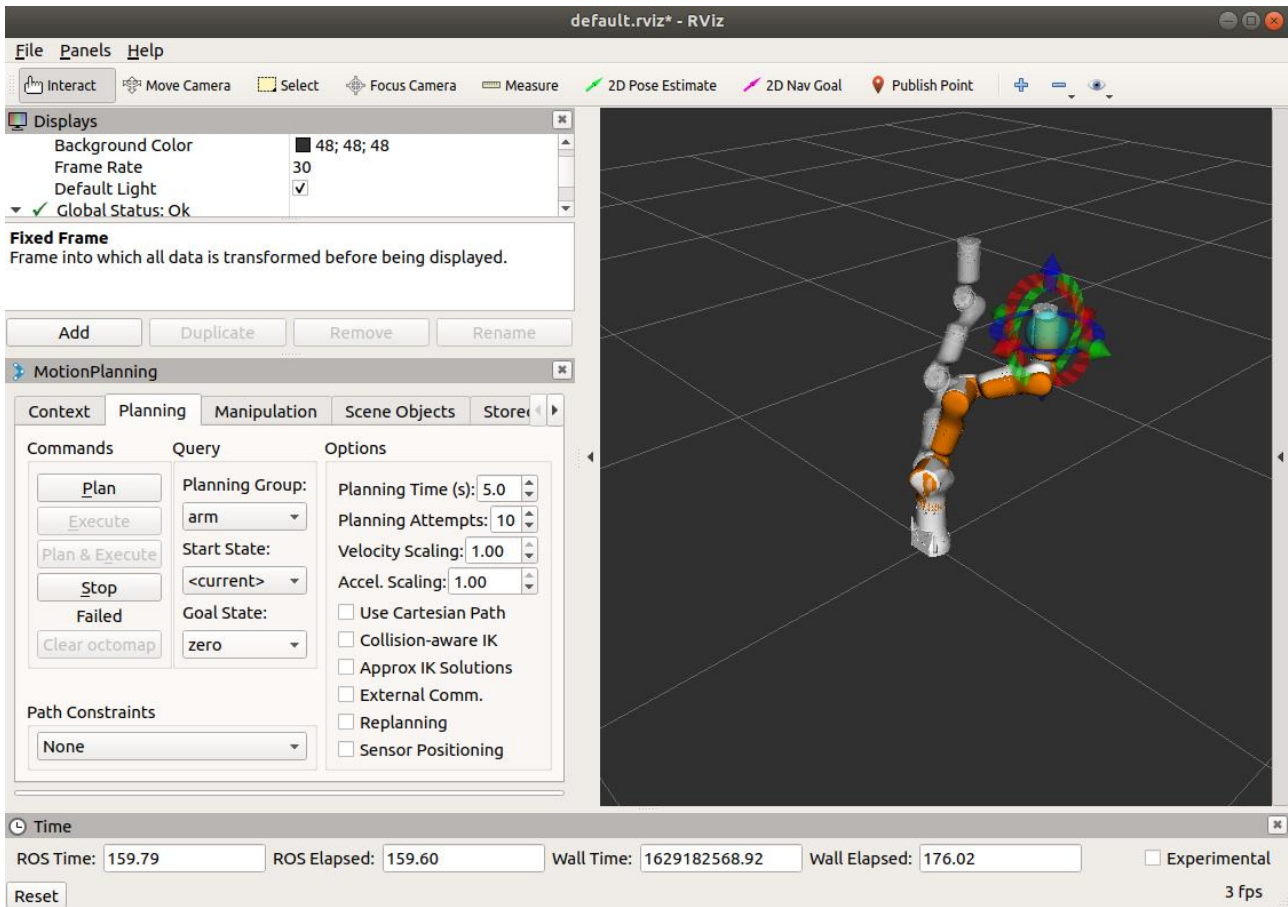 default.rviz* - RViz
File Panels Help
Interact Move Camera Select Focus Camera Measure 2D Pose Estimate 2D Nav Goal Publish Point
Displays
Background Color 48; 48; 48
Frame Rate 30
Default Light
Global Status: Ok
Fixed Frame
Frame into which all data is transformed before being displayed.
Add Duplicate Remove Rename
MotionPlanning
Context Planning Manipulation Scene Objects Stored
Commands Query Options
Plan Planning Group: Planning Time (s): 5.0
Execute arm Planning Attempts: 10
Plan & Execute Start State: Velocity Scaling: 1.00
Stop <current> Accel. Scaling: 1.00
Failed Goal State: Use Cartesian Path
Clear octomap zero Collision-aware IK
Approx IK Solutions
External Comm.
Path Constraints Replanning
None Sensor Positioning
Time
ROS Time: 159.79 ROS Elapsed: 159.60 Wall Time: 1629182568.92 Wall Elapsed: 176.02 Experimental
Reset 3 fps